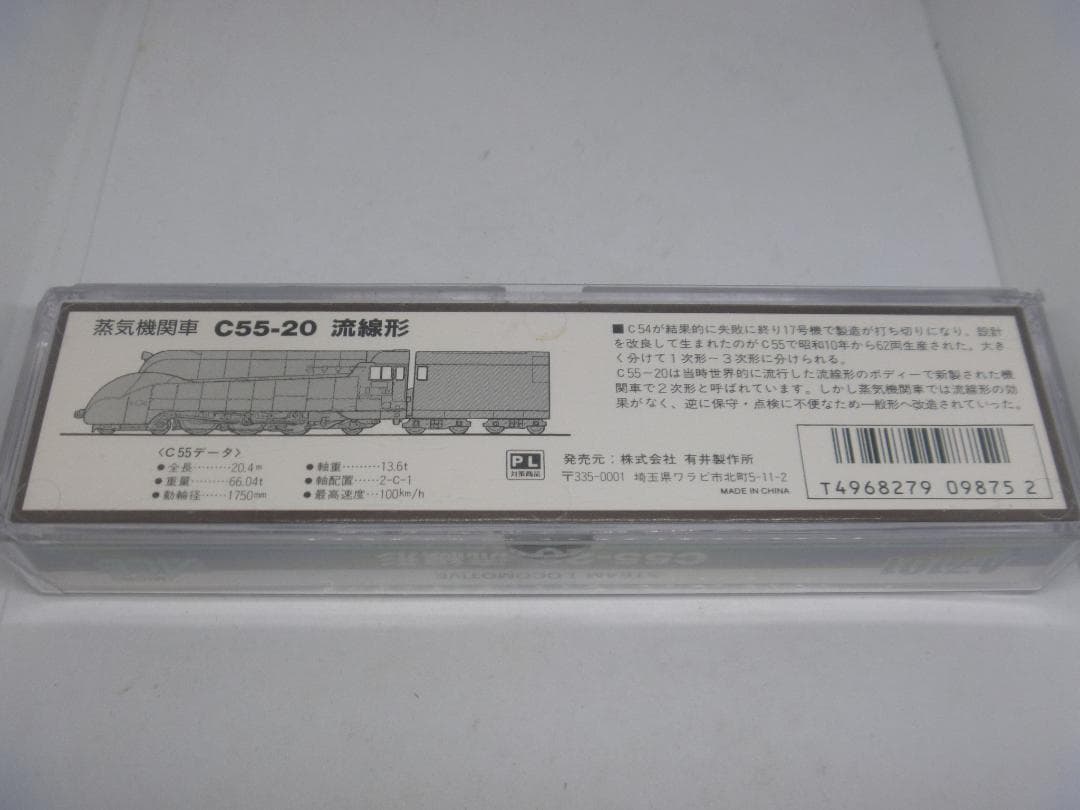 蒸気機関車 C55-20 流線形
■C54が結果的に失敗に終り17号機で製造が打ち切りになり。設計
を改良して生まれたのがC55で昭和10年から62両生産された。大き
く分けて1次形−3次形に分けられる。
C55−20は当時世界的に流行した流線形のボディーで新製された機
関車で2次形と呼ばれています。しかし蒸気機関車では流線形の効
果がなく、逆に保守・点検に不便なため一般形へ改造されていった。
〈C55データ〉
●全長………20.4m
●重量………66.04t
●動輪径……1750mm
●軸重………13.6t
●軸配置……2-C-1
●最高速度…100km/h
PL
対策商品
発売元：株式会社 有井製作所
〒335-0001 埼玉県ワラビ市北町5-11-2
MADE IN CHINA
T4968279 09875 2
C55-20 流線形
STEAM LOCOMOTIVE